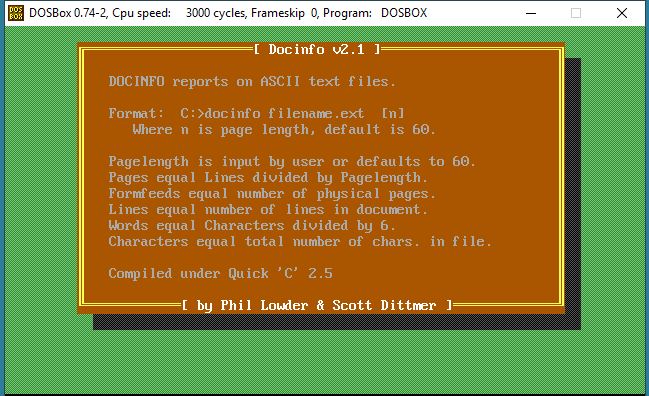 DOSBox 0.74-2, Cpu speed:    3000 cycles, Frameskip  0, Program:   DOSBOX
[ Docinfo v2.1 ]
DOCINFO reports on ASCII text files.
Format:  C:>docinfo filename.ext  [n]
Where n is page length, default is 60.
Pagelength is input by user or defaults to 60.
Pages equal Lines divided by Pagelength.
Formfeeds equal number of physical pages.
Lines equal number of lines in document.
Words equal Characters divided by 6.
Characters equal total number of chars. in file.
Compiled under Quick 'C' 2.5
[ by Phil Lowder & Scott Dittmer ]